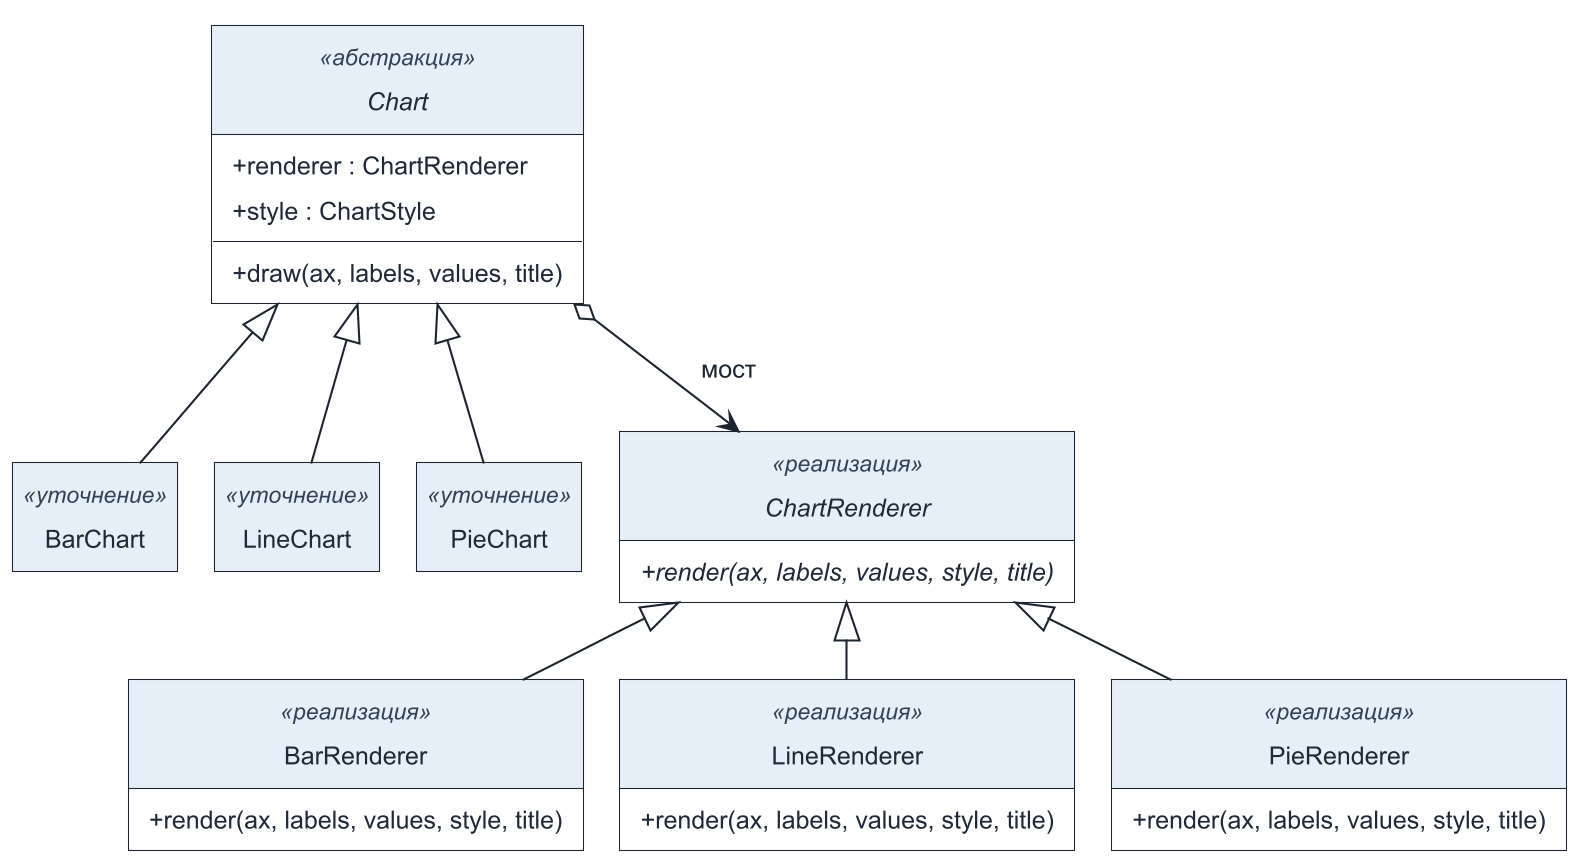 «абстракция»
Chart
+renderer : ChartRenderer
+style : ChartStyle
+draw(ax, labels, values, title)
мост
«уточнение»
BarChart
«уточнение»
LineChart
«уточнение»
PieChart
«реализация»
ChartRenderer
+render(ax, labels, values, style, title)
«реализация»
BarRenderer
+render(ax, labels, values, style, title)
«реализация»
LineRenderer
+render(ax, labels, values, style, title)
«реализация»
PieRenderer
+render(ax, labels, values, style, title)